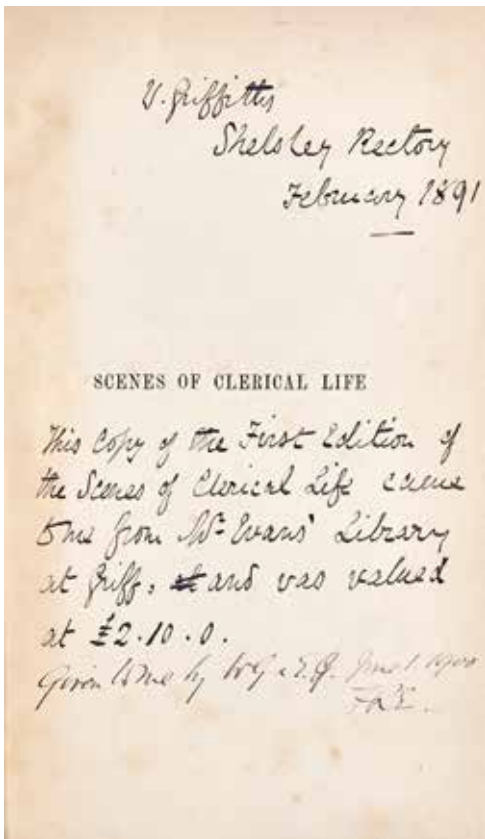 W. Griffiths
Shelsley Rectory
February 1891
SCENES OF CLERICAL LIFE
This Copy of the First Edition of
the Scenes of Clerical Life came
to me from Mr Evans' Library
at Griff, and was valued
at £2.10.0.
Given to me by W.G. &